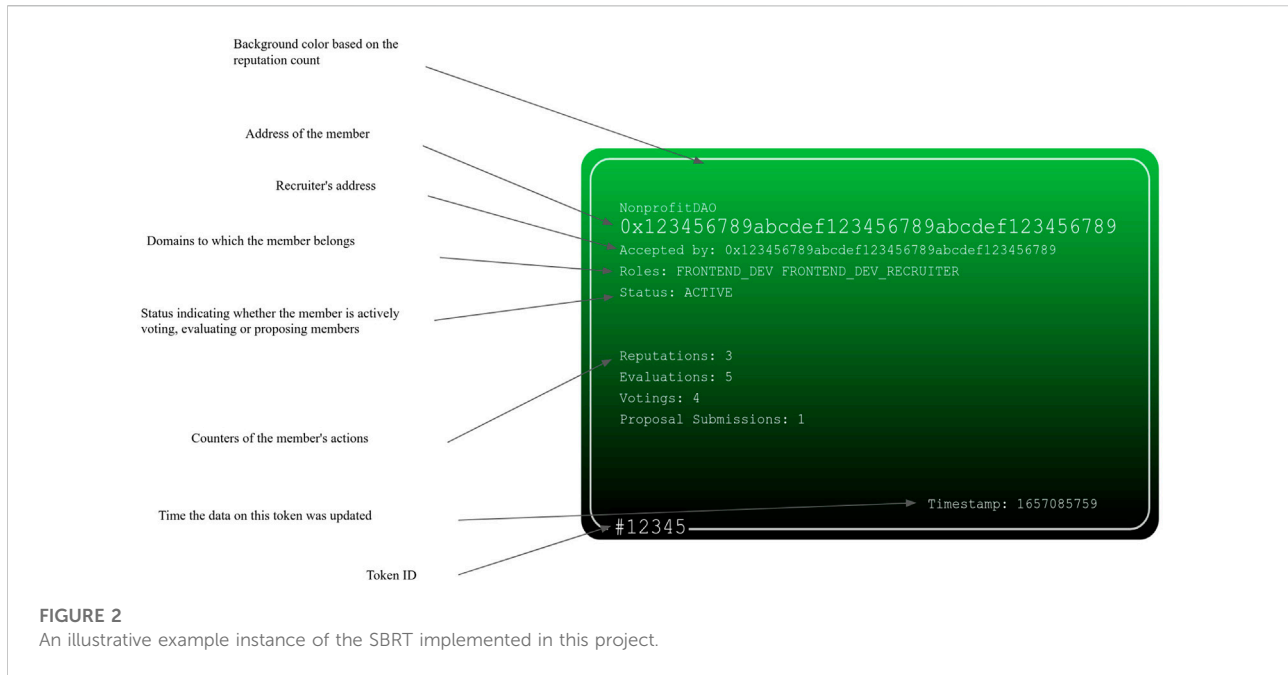 Background color based on the
reputation count
Address of the member
Recruiter's address
Domains to which the member belongs
Status indicating whether the member is actively
voting, evaluating or proposing members
Counters of the member's actions
Time the data on this token was updated
Token ID
NonprofitDAO
0x123456789abcdef123456789abcdef123456789
Accepted by: 0x123456789abcdef123456789abcdef123456789
Roles: FRONTEND_DEV FRONTEND_DEV_RECRUITER
Status: ACTIVE
Reputations: 3
Evaluations: 5
Votings: 4
Proposal Submissions: 1
Timestamp: 1657085759
#12345
FIGURE 2
An illustrative example instance of the SBRT implemented in this project.